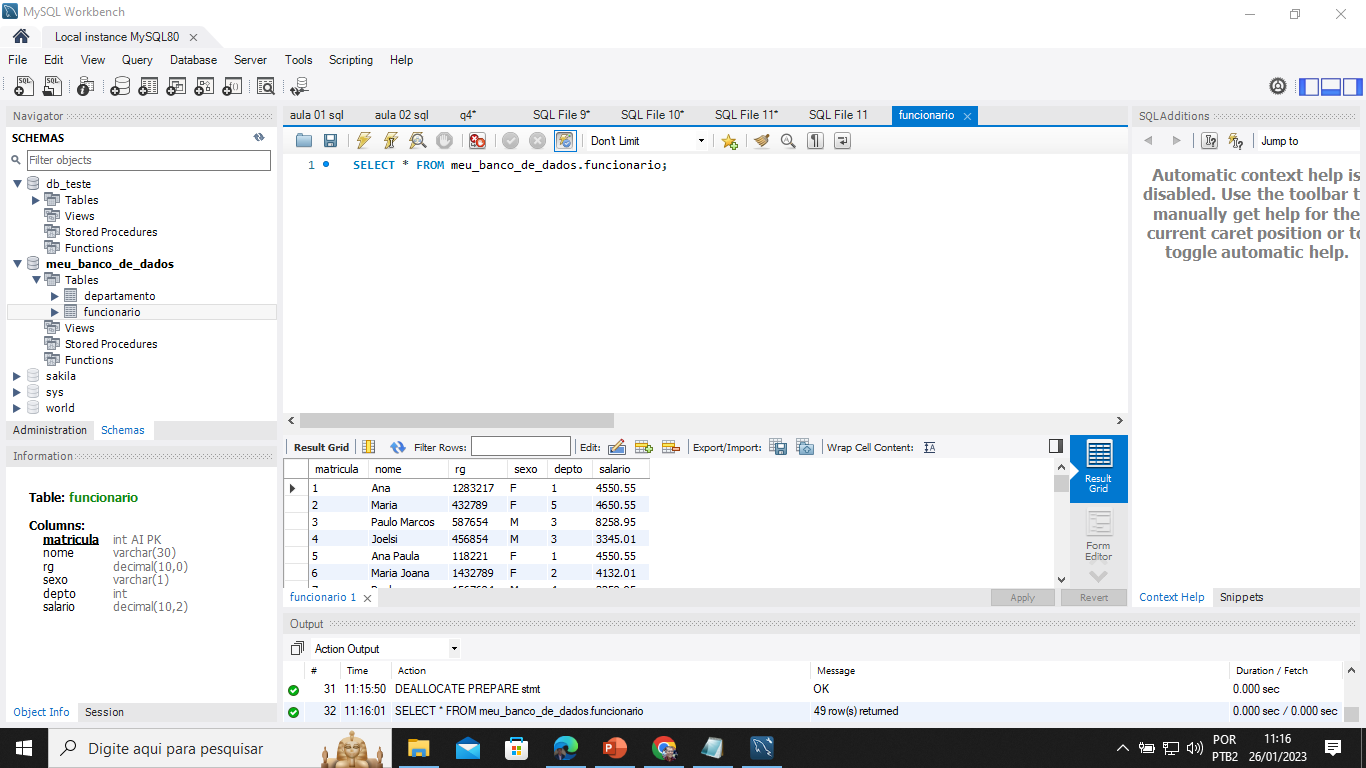 MySQL Workbench
Local instance MySQL80
File Edit View Query Database Server Tools Scripting Help
Navigator
SCHEMAS
Filter objects
db_teste
Tables
Views
Stored Procedures
Functions
meu_banco_de_dados
Tables
departamento
funcionario
Views
Stored Procedures
Functions
sakila
sys
world
Administration Schemas
Information
Table: funcionario
Columns:
matricula int AI PK
nome varchar(30)
rg decimal(10,0)
sexo varchar(1)
depto int
salario decimal(10,2)
Object Info Session
aula 01 sql aula 02 sql q4* SQL File 9* SQL File 10* SQL File 11* SQL File 11 funcionario
Don't Limit
1 SELECT * FROM meu_banco_de_dados.funcionario;
Result Grid Filter Rows: Edit: Export/Import: Wrap Cell Content:
matricula nome rg sexo depto salario
1 Ana 1283217 F 1 4550.55
2 Maria 432789 F 5 4650.55
3 Paulo Marcos 587654 M 3 8258.95
4 Joelsi 456854 M 3 3345.01
5 Ana Paula 118221 F 1 4550.55
6 Maria Joana 1432789 F 2 4132.01
Result
Grid
Form
Editor
funcionario 1 Apply Revert
SQLAdditions
Jump to
Automatic context help is
disabled. Use the toolbar t
manually get help for the
current caret position or to
toggle automatic help.
Context Help Snippets
Output
Action Output
# Time Action Message Duration / Fetch
31 11:15:50 DEALLOCATE PREPARE stmt OK 0.000 sec
32 11:16:01 SELECT * FROM meu_banco_de_dados.funcionario 49 row(s) returned 0.000 sec / 0.000 sec
Digite aqui para pesquisar
POR
PTB2
11:16
26/01/2023